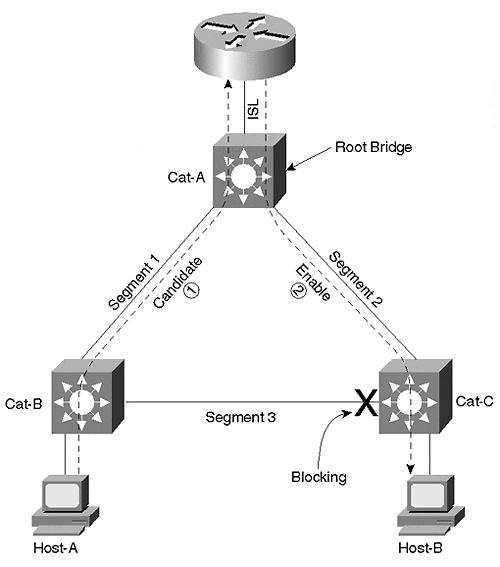 ISL
Root Bridge
Cat-A
Segment 1
Candidate
1
Segment 2
Enable
2
Cat-B
Segment 3
X
Cat-C
Blocking
Host-A
Host-B